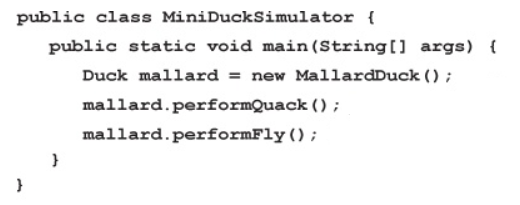 public class MiniDuckSimulator {
public static void main(String[] args) {
Duck mallard = new MallardDuck();
mallard.performQuack();
mallard.performFly();
}
}